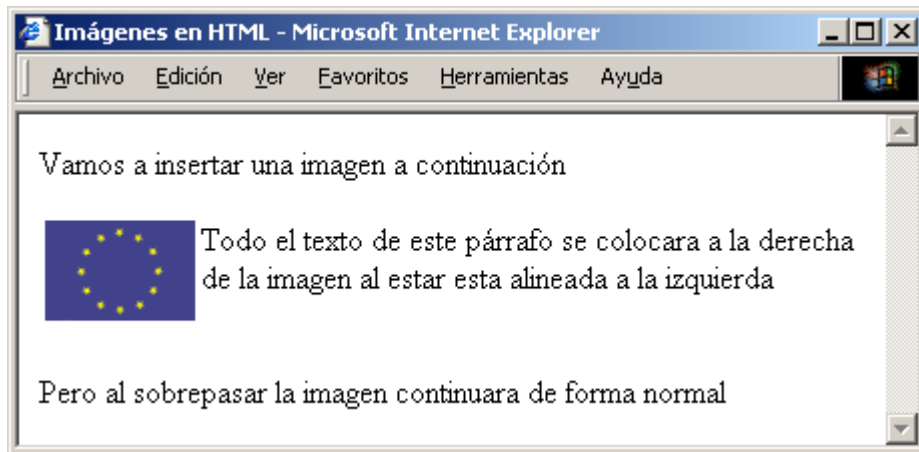 Imágenes en HTML - Microsoft Internet Explorer
Archivo Edición Ver Favoritos Herramientas Ayuda
Vamos a insertar una imagen a continuación
Todo el texto de este párrafo se colocara a la derecha
de la imagen al estar esta alineada a la izquierda
Pero al sobrepasar la imagen continuara de forma normal